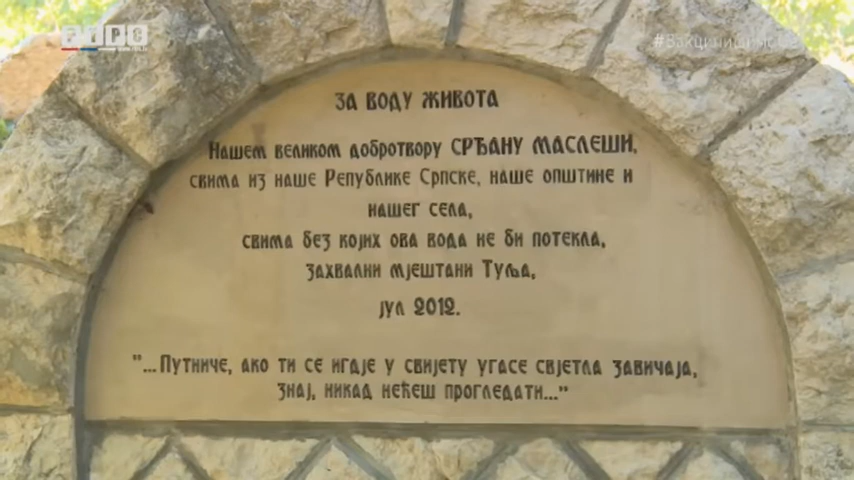 РТРС
#Вакцинишимсе
ЗА ВОДУ ЖИВОТА
Нашем великом добротвору СРЂАНУ МАСЛЕШИ,
свима из наше Републике Српске, наше општине и
нашег села,
свима без којих ова вода не би потекла,
захвални мјештани Туља,
јул 2012.
"...Путниче, ако ти се игдје у свијету угасе свјетла завичаја,
знај, никад нећеш прогледати..."